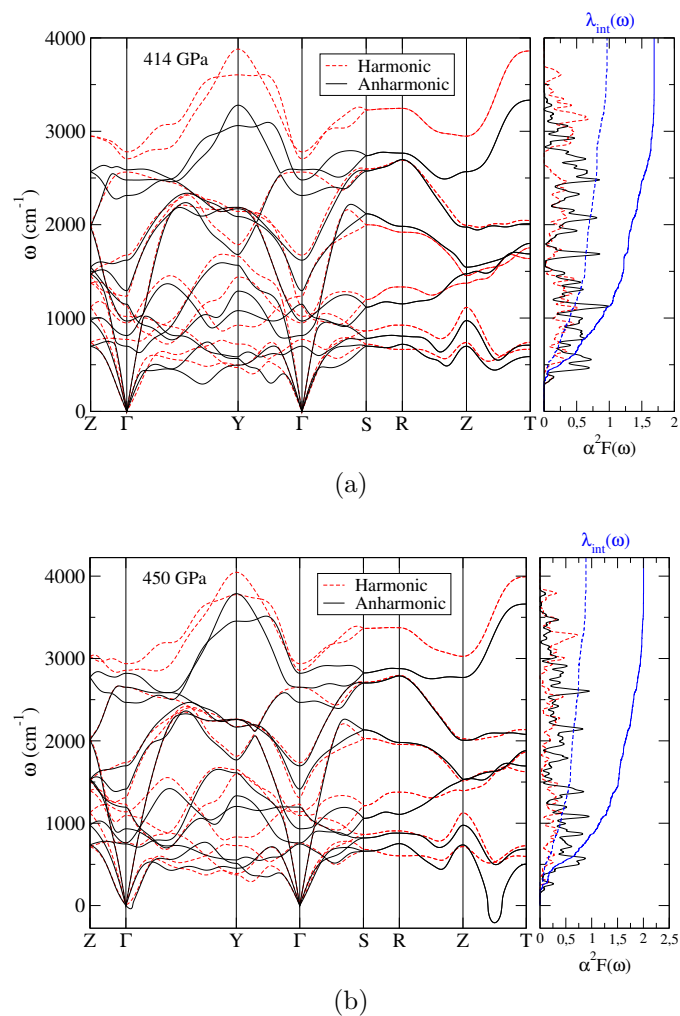 λint(ω)
4000
414 GPa
Harmonic
Anharmonic
3000
ω (cm-1)
2000
1000
0
Z Γ Y Γ S R Z T
0 0,5 1 1,5 2
α2F(ω)
(a)
λint(ω)
4000
450 GPa
Harmonic
Anharmonic
3000
ω (cm-1)
2000
1000
0
Z Γ Y Γ S R Z T
0 0,5 1 1,5 2 2,5
α2F(ω)
(b)